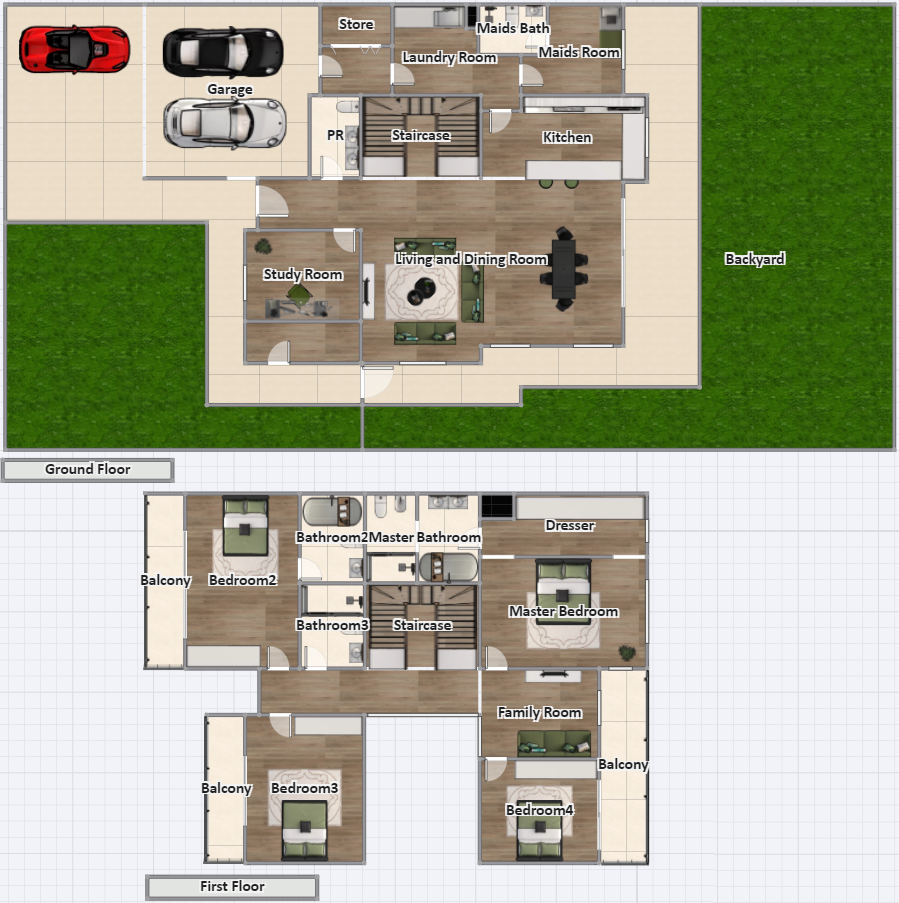 Store
Maids Bath
Laundry Room
Maids Room
Garage
PR
Staircase
Kitchen
Living and Dining Room
Backyard
Study Room
Ground Floor
Dresser
Bathroom2
Master Bathroom
Balcony
Bedroom2
Master Bedroom
Bathroom3
Staircase
Family Room
Balcony
Balcony
Bedroom3
Bedroom4
First Floor